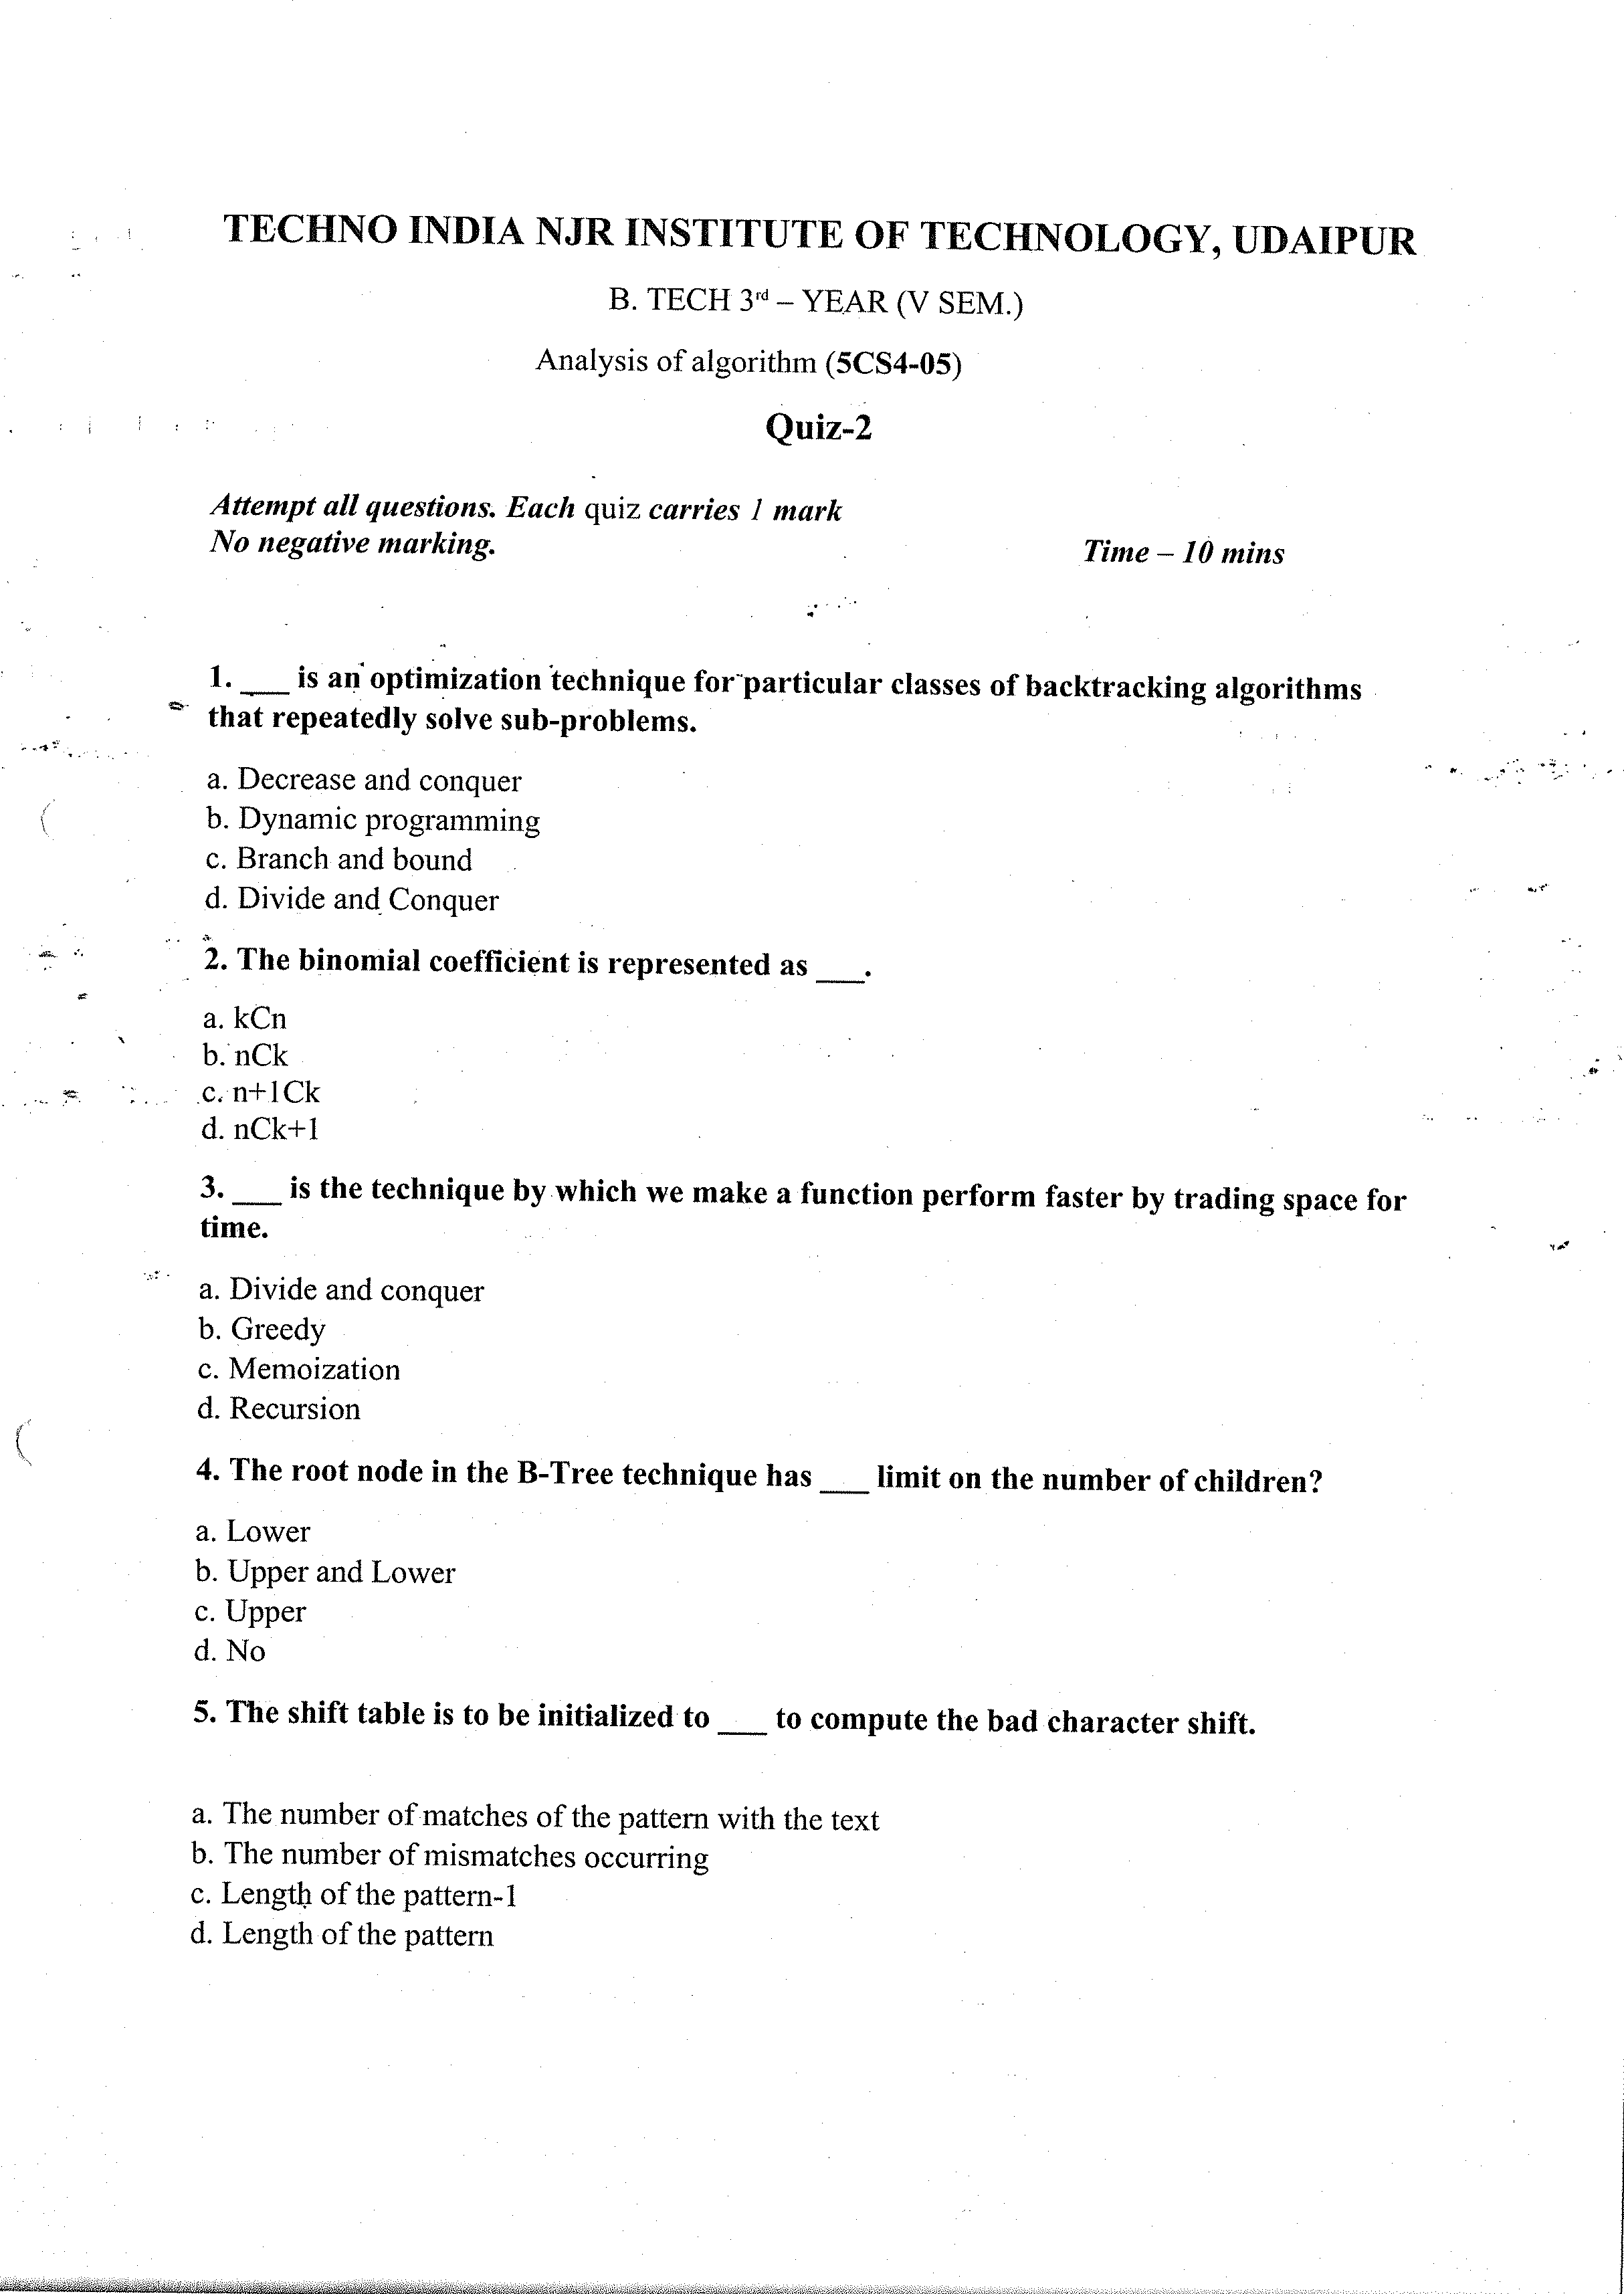 TECHNO INDIA NJR INSTITUTE OF TECHNOLOGY, UDAIPUR
B. TECH 3rd – YEAR (V SEM.)
Analysis of algorithm (5CS4-05)
Quiz-2
Attempt all questions. Each quiz carries 1 mark
No negative marking.
Time – 10 mins
1. ___ is an optimization technique for particular classes of backtracking algorithms
that repeatedly solve sub-problems.
a. Decrease and conquer
b. Dynamic programming
c. Branch and bound
d. Divide and Conquer
2. The binomial coefficient is represented as ___.
a. kCn
b. nCk
c. n+1Ck
d. nCk+1
3. ___ is the technique by which we make a function perform faster by trading space for
time.
a. Divide and conquer
b. Greedy
c. Memoization
d. Recursion
4. The root node in the B-Tree technique has ___ limit on the number of children?
a. Lower
b. Upper and Lower
c. Upper
d. No
5. The shift table is to be initialized to ___ to compute the bad character shift.
a. The number of matches of the pattern with the text
b. The number of mismatches occurring
c. Length of the pattern-1
d. Length of the pattern